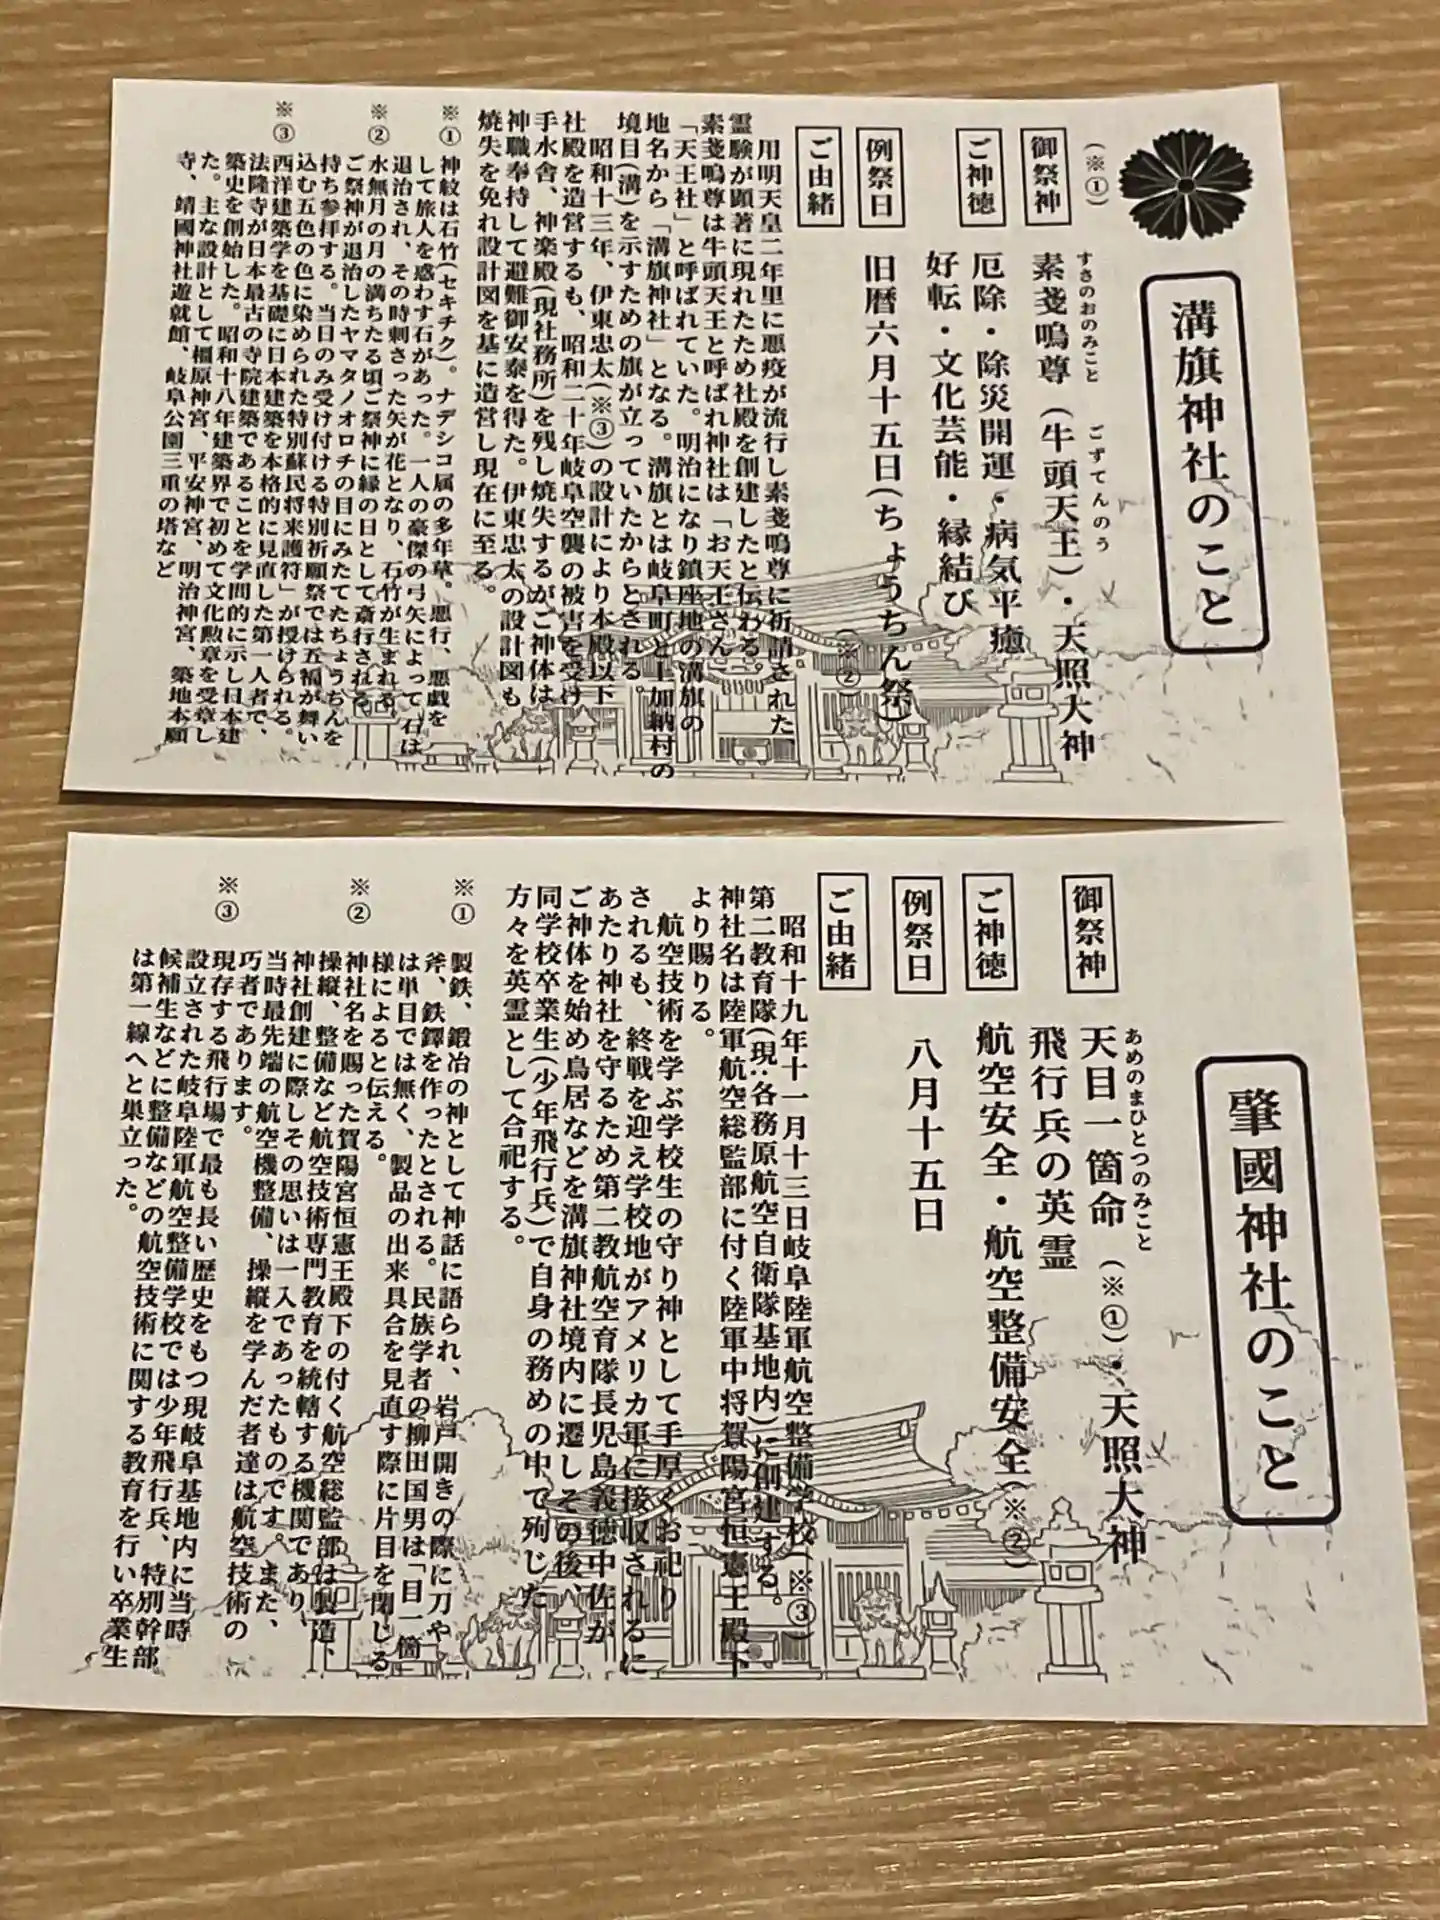 溝旗神社のこと
(※①)
御祭神
素戔嗚尊(牛頭天王)・天照大神
すさのおのみこと
ごずてんのう
ご神徳
厄除・除災開運・病気平癒
好転・文化芸能・縁結び
例祭日
旧暦六月十五日(ちょうちん祭)
(※②)
ご由緒
用明天皇二年里に悪疫が流行し素戔嗚尊に祈請された
霊験が顕著に現れたため社殿を創建したと伝わる。
素戔嗚尊は牛頭天王と呼ばれ神社は「お天王さん」
「天王社」と呼ばれていた。明治になり鎮座地の溝旗の
地名から「溝旗神社」となる。溝旗とは岐阜町と上加納村の
境目(溝)を示すための旗が立っていたからとされる。
昭和十三年、伊東忠太(※③)の設計により本殿以下
社殿を造営するも、昭和二十年岐阜空襲の被害を受け
手水舎、神楽殿(現社務所)を残し焼失するがご神体は
神職奉持して避難御安泰を得た。伊東忠太の設計図も
焼失を免れ設計図を基に造営し現在に至る。
※①
神紋は石竹(セキチク)。ナデシコ属の多年草。悪行、悪戯を
して旅人を惑わす石があった。一人の豪傑の弓矢によって石は
退治され、その時刺さった矢が花となり、石竹が生まれる。
※②
水無月の月の満ちたる頃ご祭神に縁の日として斎行される。
ご祭神が退治したヤマタノオロチの目にみたてたちょうちんを
持ち参拝する。当日のみ受け付ける特別祈願祭では五福が舞い
込む五色の色に染められた特別蘇民将来護符」が授けられる。
※③
西洋建築学を基礎に日本建築を本格的に見直した第一人者で、
法隆寺が日本最古の寺院建築であることを学問的に示し日本建
築史を創始した。昭和十八年建築界で初めて文化勲章を受章し
た。主な設計として橿原神宮、平安神宮、明治神宮、築地本願
寺、靖國神社遊就館、岐阜公園三重の塔など
肇國神社のこと
御祭神
天目一箇命(※①)・天照大神
あめのまひとつのみこと
飛行兵の英霊
ご神徳
航空安全・航空整備安全(※②)
例祭日
八月十五日
ご由緒
昭和十九年十一月十三日岐阜陸軍航空整備学校(※③)
第二教育隊(現:各務原航空自衛隊基地内)に創建する。
神社名は陸軍航空総監部に付く陸軍中将賀陽宮恒憲王殿下
より賜りる。
航空技術を学ぶ学校生の守り神として手厚くお祀り
されるも、終戦を迎え学校地がアメリカ軍に接収されるに
あたり神社を守るため第二教航空育隊長児島義徳中佐が
ご神体を始め鳥居などを溝旗神社境内に遷しその後、
同学校卒業生(少年飛行兵)で自身の務めの中で殉じた
方々を英霊として合祀する。
※①
製鉄、鍛冶の神として神話に語られ、岩戸開きの際に刀や
斧、鉄鐸を作ったとされる。民族学者の柳田国男は「目一箇
は単目では無く、製品の出来具合を見直す際に片目を閉じる
様によると伝える。
※②
神社名を賜った賀陽宮恒憲王殿下の付く航空総監部は製造、
操縦、整備など航空技術専門教育を統轄する機関であり、
神社創建に際しその思いは一入であったものです。また、
当時最先端の航空機整備、操縦を学んだ者達は航空技術の
巧者であります。
※③
現存する飛行場で最も長い歴史をもつ現岐阜基地内に当時
設立された岐阜陸軍航空整備学校では少年飛行兵、特別幹部
候補生などに整備などの航空技術に関する教育を行い卒業生
は第一線へと巣立った。